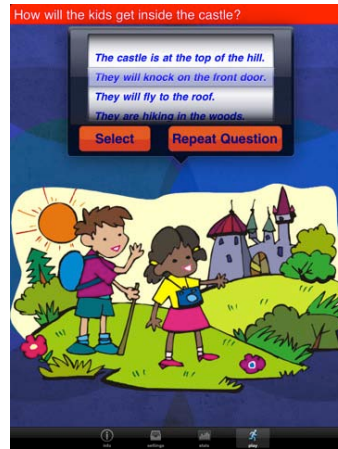 How will the kids get inside the castle?
The castle is at the top of the hill.
They will knock on the front door.
They will fly to the roof.
They are hiking in the woods.
Select
Repeat Question
info
settings
stats
play